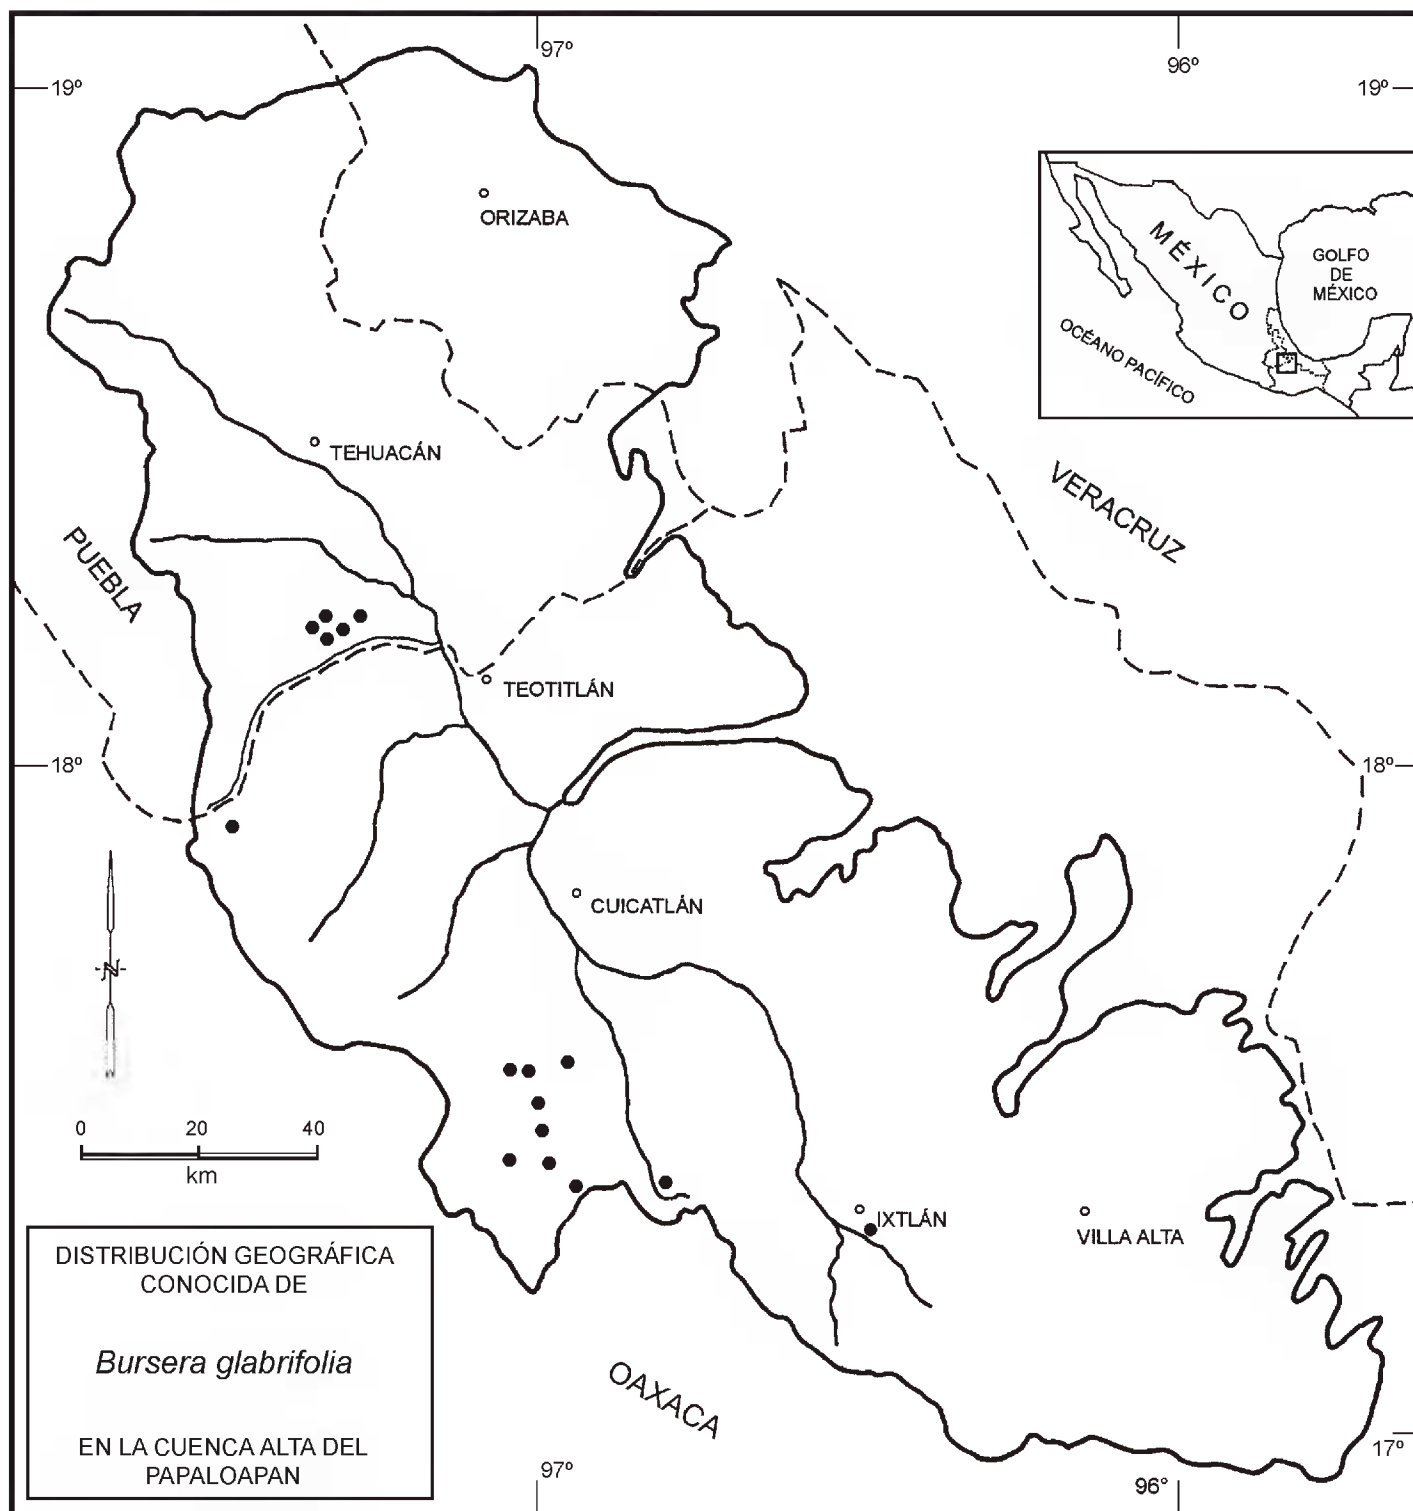 97º
96º
19º
19º
ORIZABA
MÉXICO
GOLFO
DE
MÉXICO
OCÉANO PACÍFICO
TEHUACÁN
VERACRUZ
PUEBLA
TEOTITLÁN
18º
18º
CUICATLÁN
N
0 20 40
km
IXTLÁN
VILLA ALTA
DISTRIBUCIÓN GEOGRÁFICA
CONOCIDA DE
Bursera glabrifolia
EN LA CUENCA ALTA DEL
PAPALOAPAN
OAXACA
17º
97º
96°